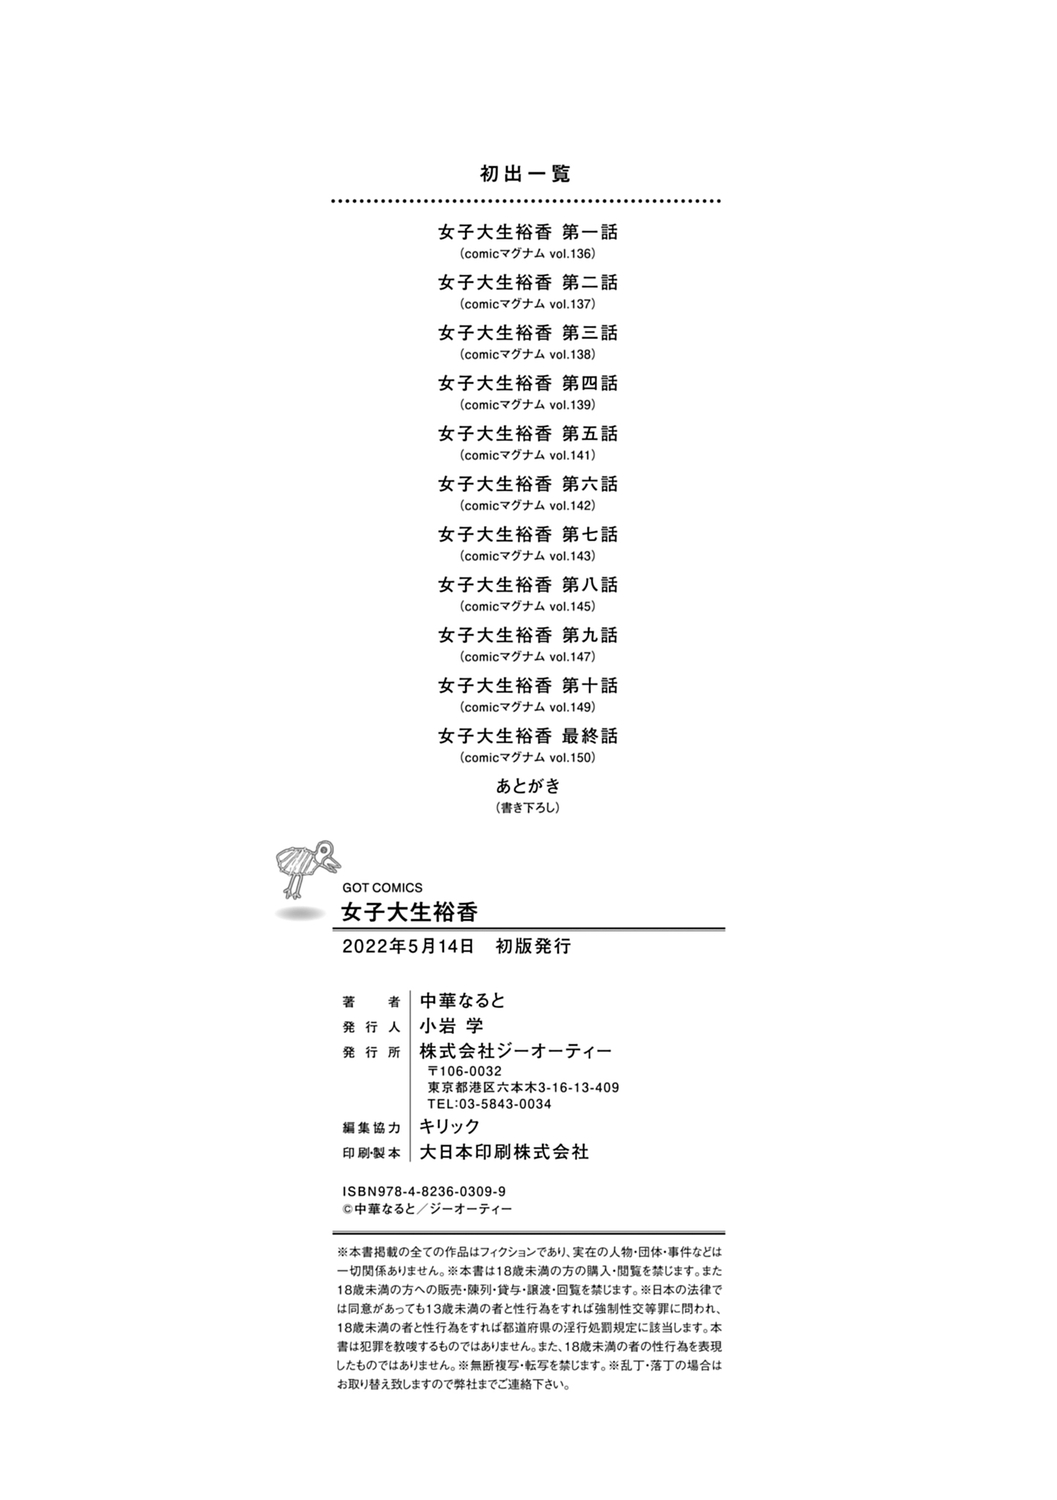 初出一覧
女子大生裕香 第一話
（comicマグナム vol.136）
女子大生裕香 第二話
（comicマグナム vol.137）
女子大生裕香 第三話
（comicマグナム vol.138）
女子大生裕香 第四話
（comicマグナム vol.139）
女子大生裕香 第五話
（comicマグナム vol.141）
女子大生裕香 第六話
（comicマグナム vol.142）
女子大生裕香 第七話
（comicマグナム vol.143）
女子大生裕香 第八話
（comicマグナム vol.145）
女子大生裕香 第九話
（comicマグナム vol.147）
女子大生裕香 第十話
（comicマグナム vol.149）
女子大生裕香 最終話
（comicマグナム vol.150）
あとがき
（書き下ろし）
GOT COMICS
女子大生裕香
2022年5月14日　初版発行
著者 中華なると
発行人 小岩 学
発行所 株式会社ジーオーティー
〒106-0032
東京都港区六本木3-16-13-409
TEL:03-5843-0034
編集協力 キリック
印刷・製本 大日本印刷株式会社
ISBN978-4-8236-0309-9
©中華なると／ジーオーティー
※本書掲載の全ての作品はフィクションであり、実在の人物・団体・事件などは
一切関係ありません。※本書は18歳未満の方の購入・閲覧を禁じます。また
18歳未満の方への販売・陳列・貸与・譲渡・回覧を禁じます。※日本の法律で
は同意があっても13歳未満の者と性行為をすれば強制性交等罪に問われ、
18歳未満の者と性行為をすれば都道府県の淫行処罰規定に該当します。本
書は犯罪を教唆するものではありません。また、18歳未満の者の性行為を表現
したものではありません。※無断複写・転写を禁じます。※乱丁・落丁の場合は
お取り替え致しますので弊社までご連絡下さい。